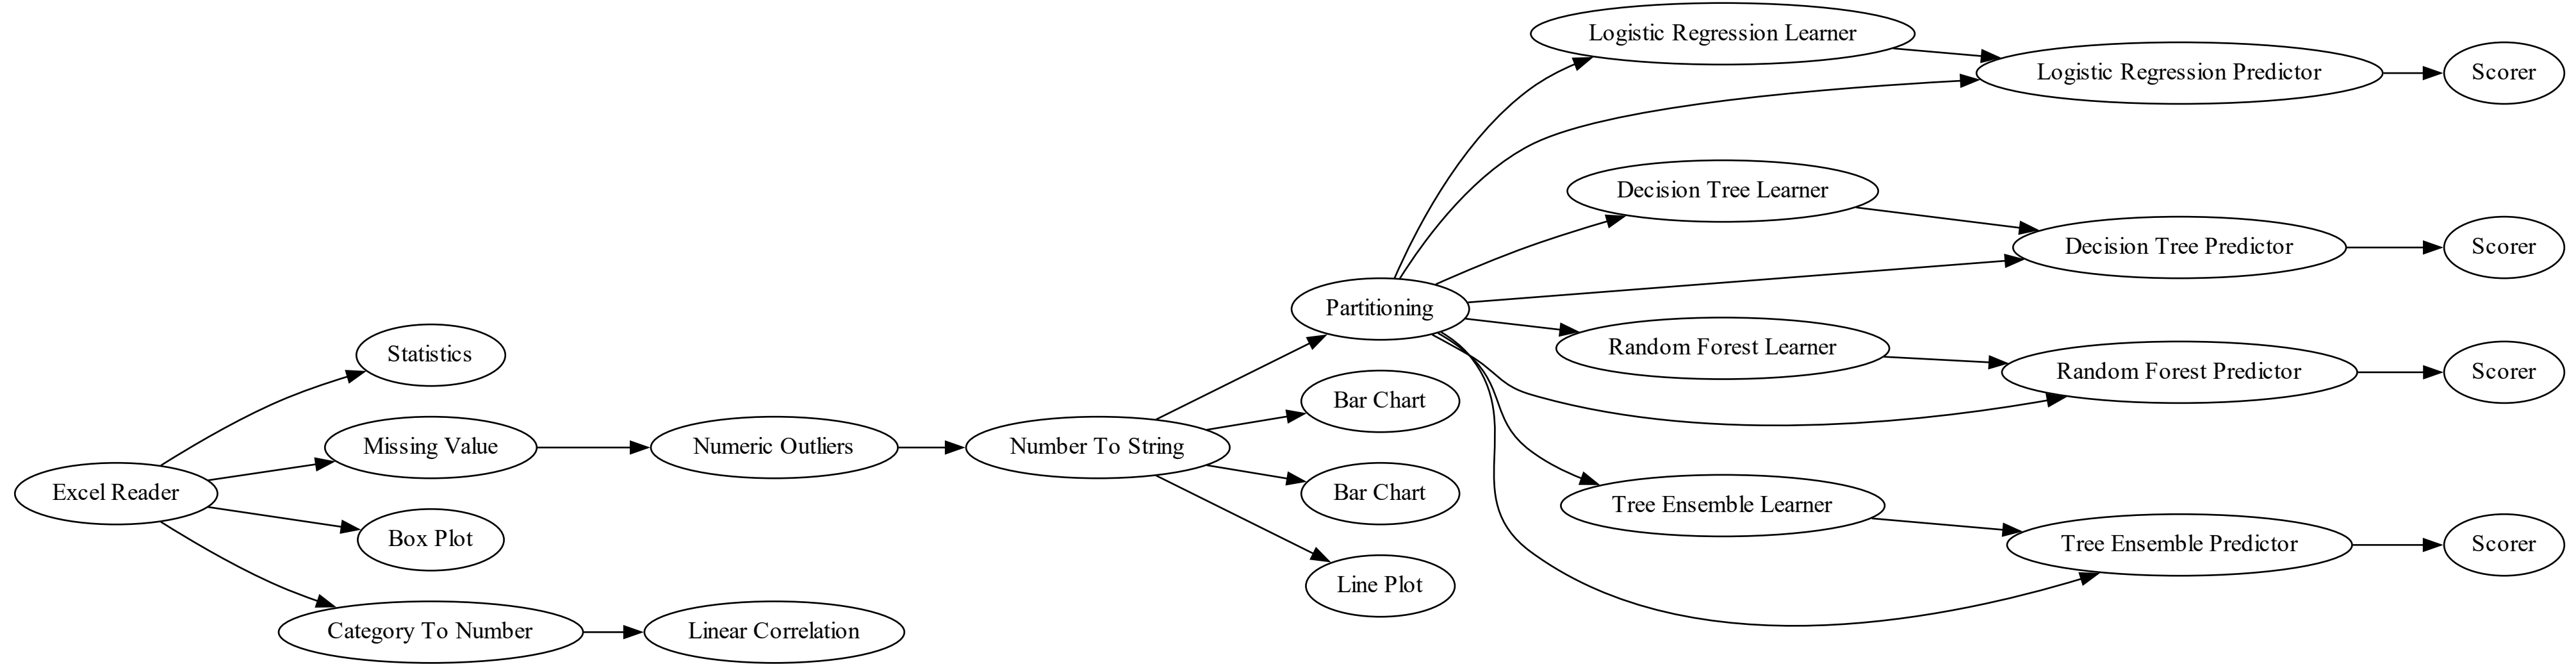 Excel Reader
Statistics
Missing Value
Box Plot
Category To Number
Numeric Outliers
Linear Correlation
Number To String
Partitioning
Bar Chart
Bar Chart
Line Plot
Logistic Regression Learner
Logistic Regression Predictor
Scorer
Decision Tree Learner
Decision Tree Predictor
Scorer
Random Forest Learner
Random Forest Predictor
Scorer
Tree Ensemble Learner
Tree Ensemble Predictor
Scorer